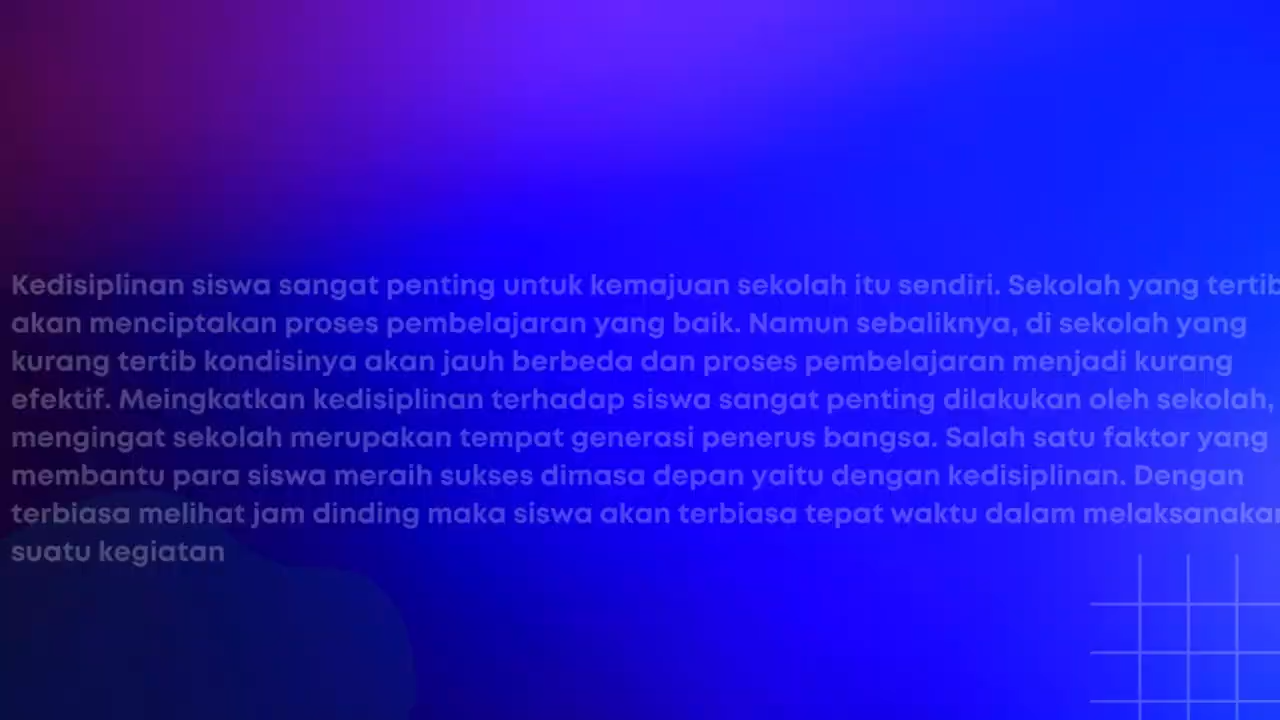 Kedisiplinan siswa sangat penting untuk kemajuan sekolah itu sendiri. Sekolah yang tertib
akan menciptakan proses pembelajaran yang baik. Namun sebaliknya, di sekolah yang
kurang tertib kondisinya akan jauh berbeda dan proses pembelajaran menjadi kurang
efektif. Meingkatkan kedisiplinan terhadap siswa sangat penting dilakukan oleh sekolah,
mengingat sekolah merupakan tempat generasi penerus bangsa. Salah satu faktor yang
membantu para siswa meraih sukses dimasa depan yaitu dengan kedisiplinan. Dengan
terbiasa melihat jam dinding maka siswa akan terbiasa tepat waktu dalam melaksanakan
suatu kegiatan